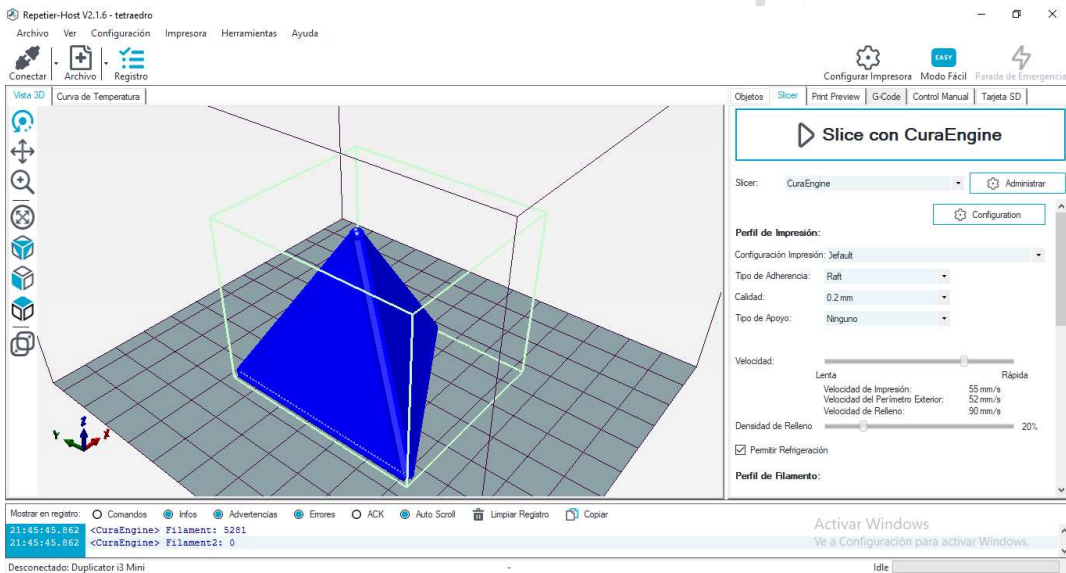 Repetier-Host V2.1.6 - tetraedro
Archivo Ver Configuración Impresora Herramientas Ayuda
Conectar Archivo Registro
Configurar Impresora EASY Modo Fácil Parada de Emergencia
Vista 3D Curva de Temperatura
Objetos Slicer Print Preview G-Code Control Manual Tarjeta SD
Slice con CuraEngine
Slicer: CuraEngine Administrar
Configuration
Perfil de Impresión:
Configuración Impresión: Default
Tipo de Adherencia: Raft
Calidad: 0.2 mm
Tipo de Apoyo: Ninguno
Velocidad:
Lenta Rápida
Velocidad de Impresión: 55 mm/s
Velocidad del Perímetro Exterior: 52 mm/s
Velocidad de Relleno: 90 mm/s
Densidad de Relleno 20%
Permitir Refrigeración
Perfil de Filamento:
Z
Y X
Mostrar en registro: Comandos Infos Advertencias Errores ACK Auto Scroll Limpiar Registro Copiar
21:45:45.862 <CuraEngine> Filament: 5281
21:45:45.862 <CuraEngine> Filament2: 0
Activar Windows
Ve a Configuración para activar Windows.
Desconectado: Duplicator i3 Mini - Idle